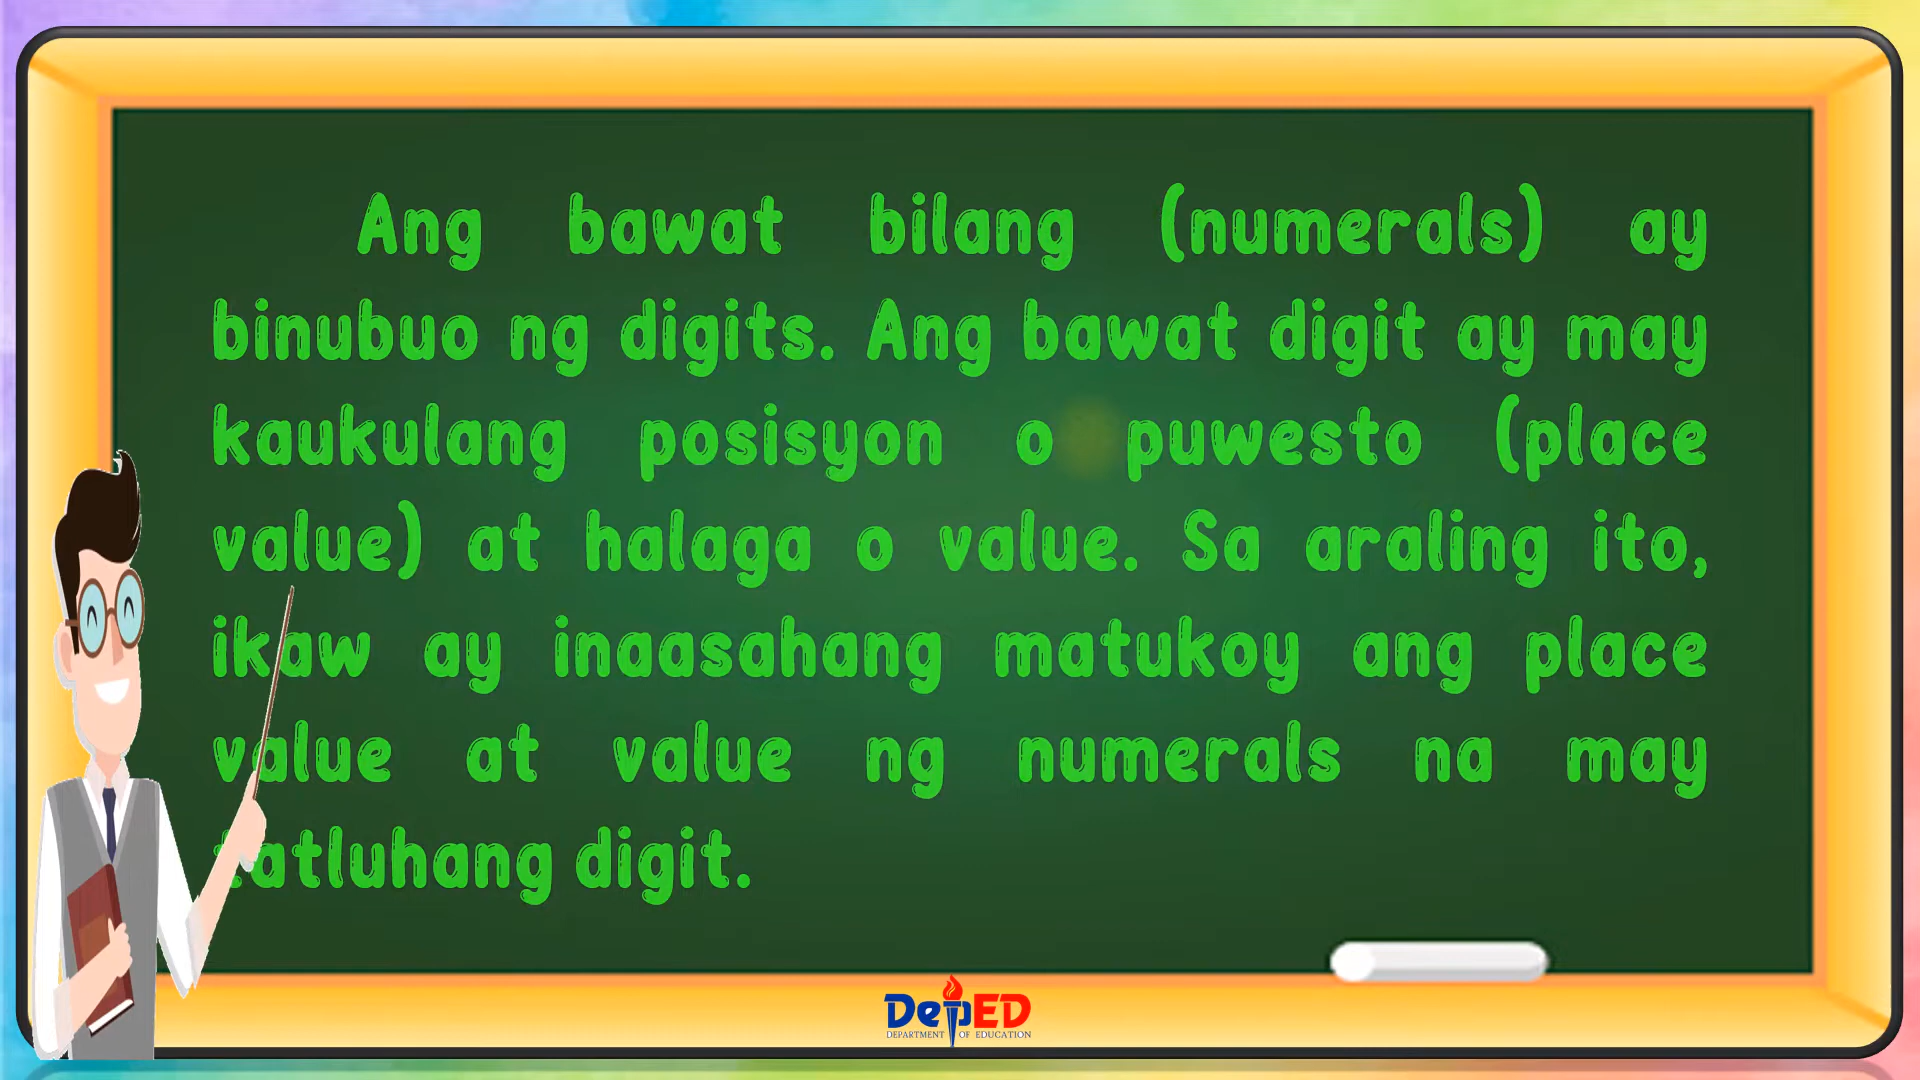 Ang bawat bilang (numerals) ay
binubuo ng digits. Ang bawat digit ay may
kaukulang posisyon o puwesto (place
value) at halaga o value. Sa araling ito,
ikaw ay inaasahang matukoy ang place
value at value ng numerals na may
tatluhang digit.
DepED
DEPARTMENT OF EDUCATION